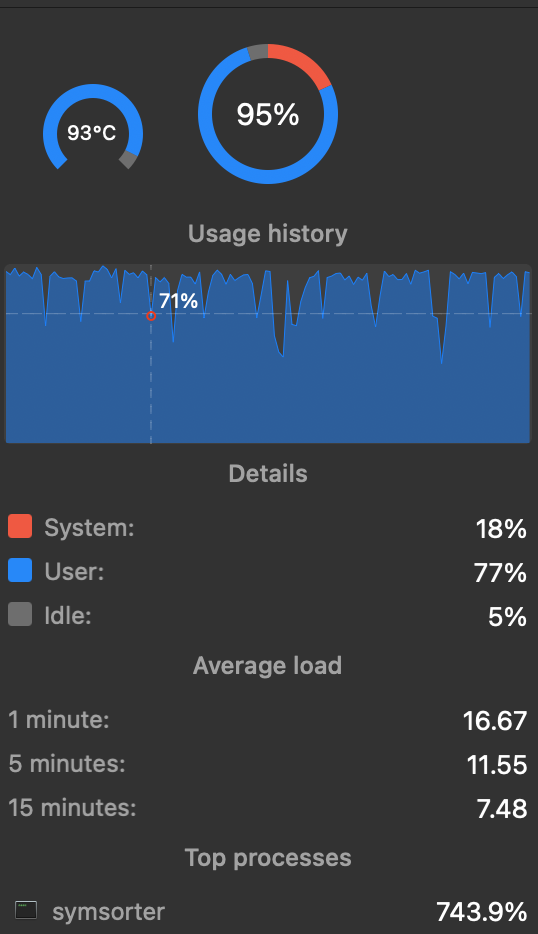 93°C
95%
Usage history
71%
Details
System: 18%
User: 77%
Idle: 5%
Average load
1 minute: 16.67
5 minutes: 11.55
15 minutes: 7.48
Top processes
symsorter 743.9%